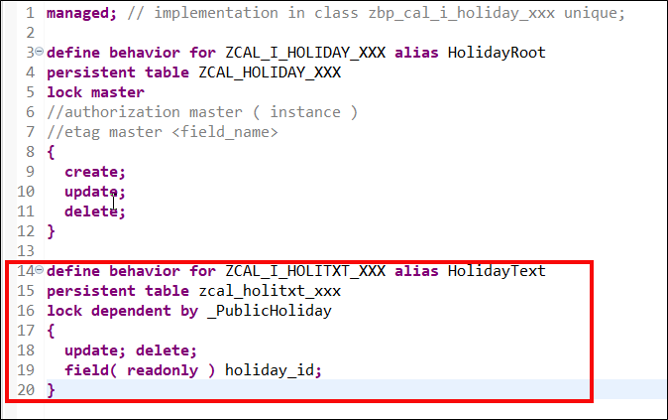 1 managed; // implementation in class zbp_cal_i_holiday_xxx unique;
2
3 define behavior for ZCAL_I_HOLIDAY_XXX alias HolidayRoot
4 persistent table ZCAL_HOLIDAY_XXX
5 lock master
6 //authorization master ( instance )
7 //etag master <field_name>
8 {
9   create;
10   update;
11   delete;
12 }
13
14 define behavior for ZCAL_I_HOLITXT_XXX alias HolidayText
15 persistent table zcal_holitxt_xxx
16 lock dependent by _PublicHoliday
17 {
18   update; delete;
19   field( readonly ) holiday_id;
20 }